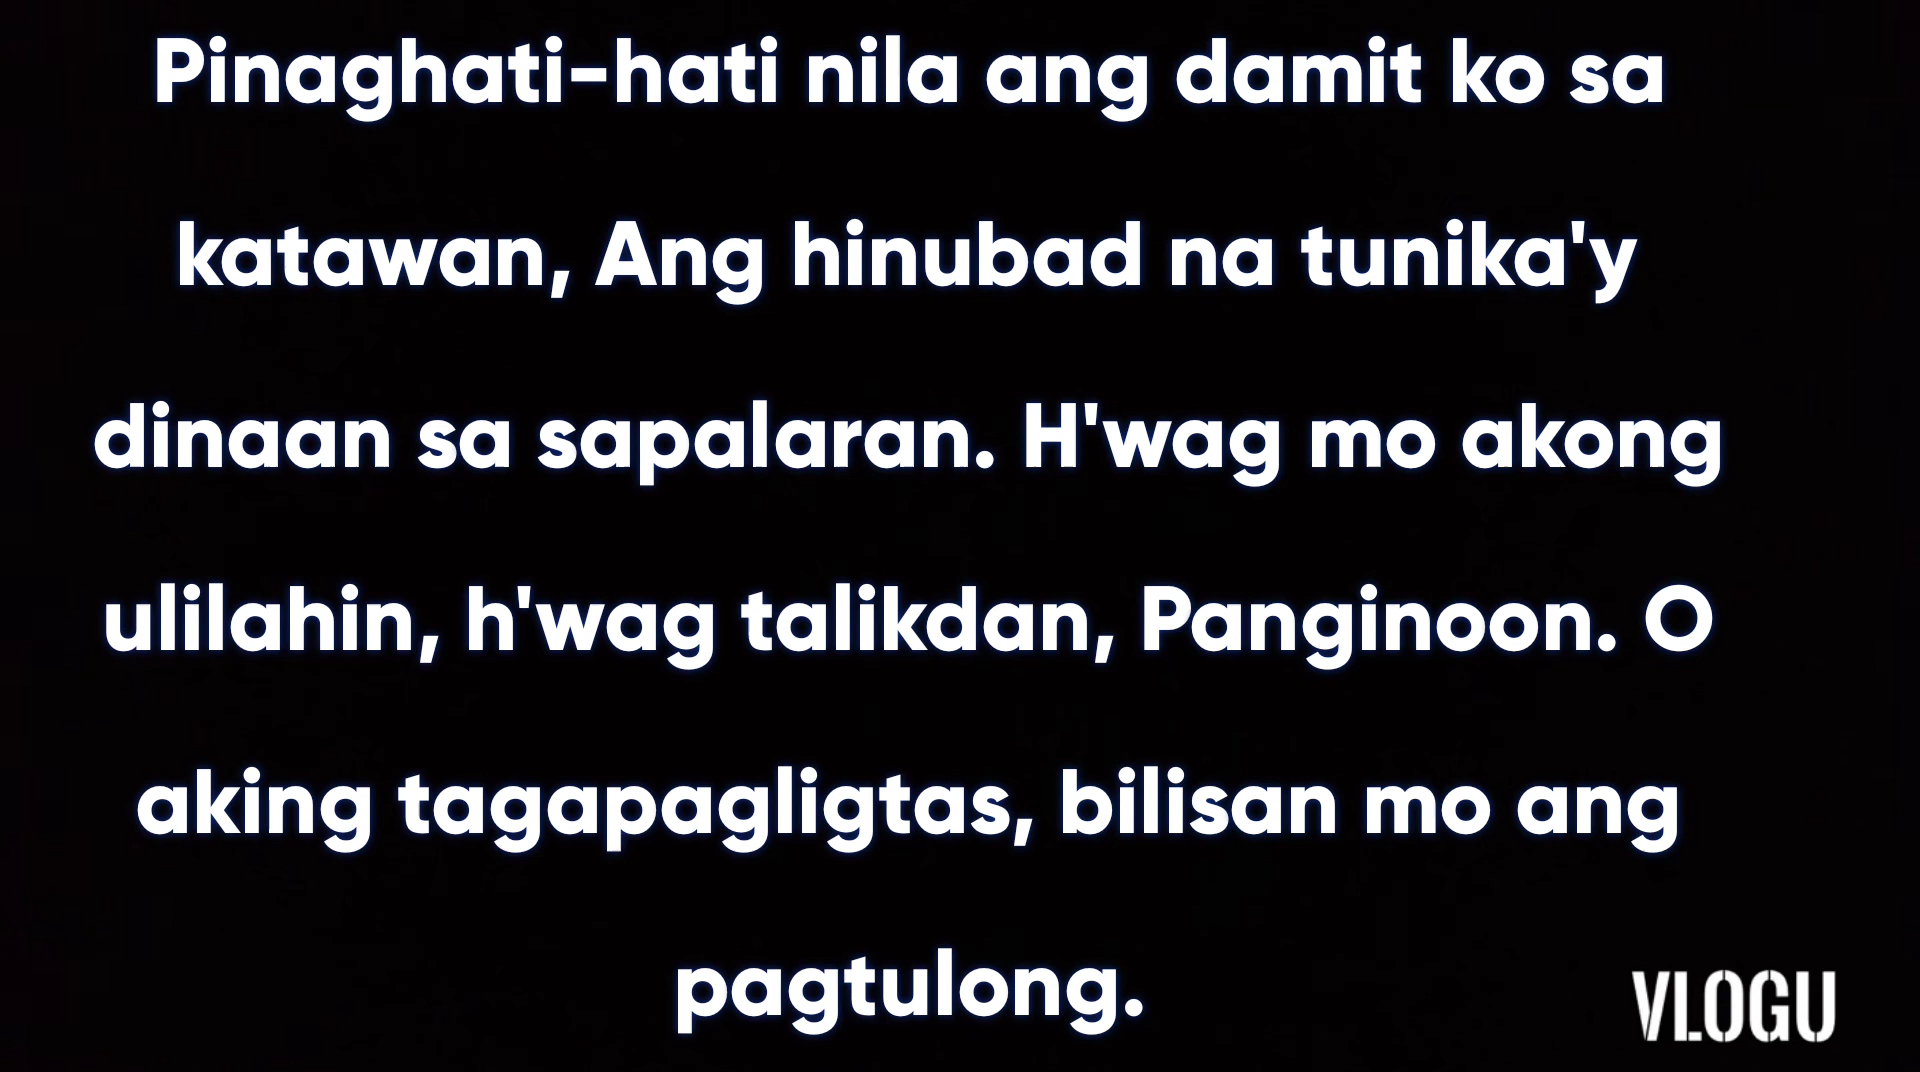 Pinaghati-hati nila ang damit ko sa
katawan, Ang hinubad na tunika'y
dinaan sa sapalaran. H'wag mo akong
ulilahin, h'wag talikdan, Panginoon. O
aking tagapagligtas, bilisan mo ang
pagtulong.
VLOGU